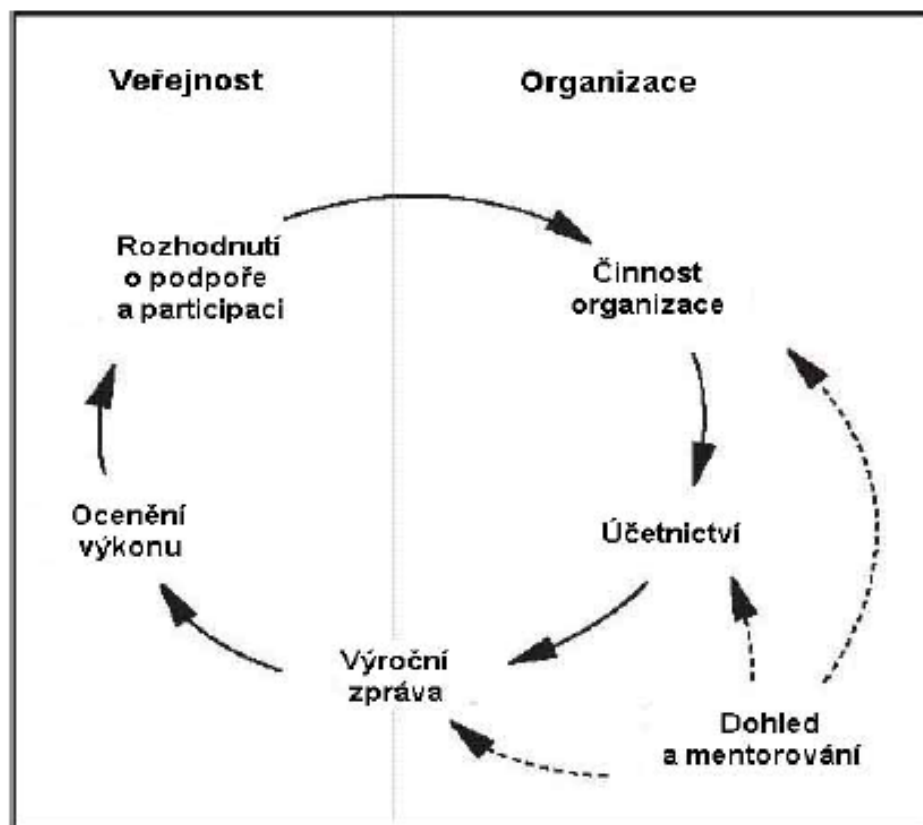 Veřejnost
Organizace
Rozhodnutí
o podpoře
a participaci
Činnost
organizace
Ocenění
výkonu
Účetnictví
Výroční
zpráva
Dohled
a mentorování